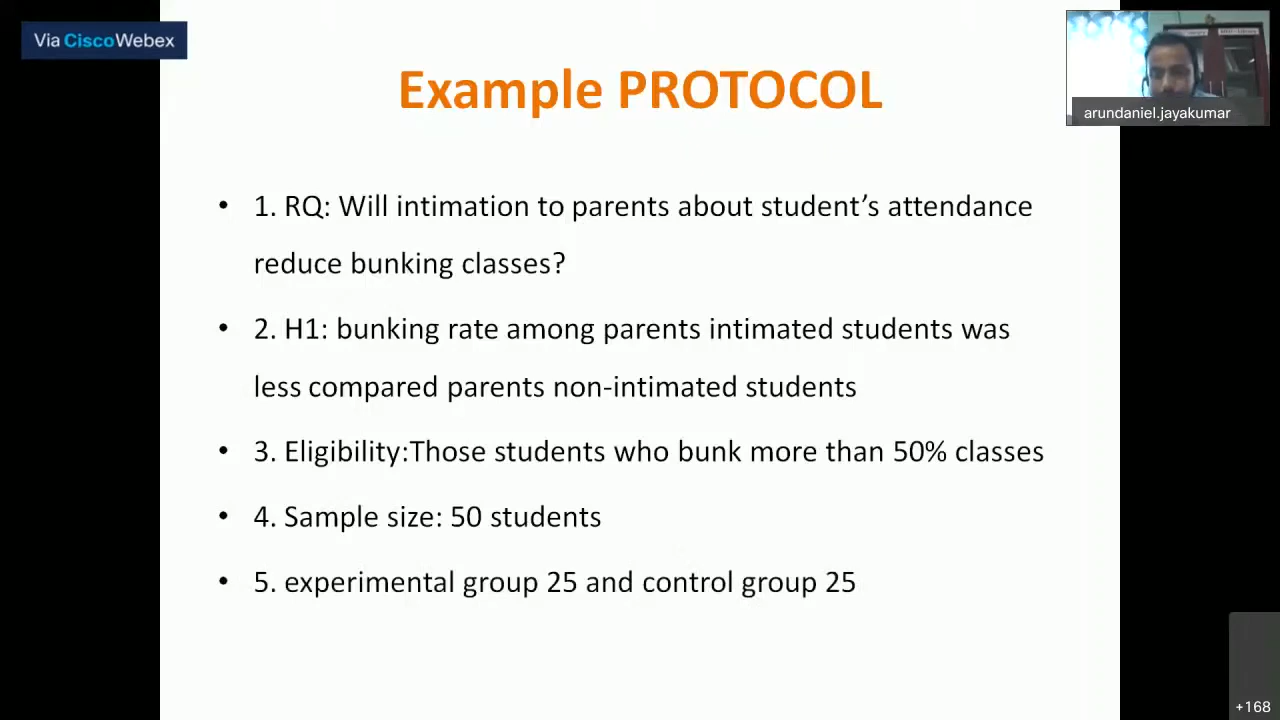 Via CiscoWebex
Example PROTOCOL
arundaniel.jayakumar
• 1. RQ: Will intimation to parents about student’s attendance
reduce bunking classes?
• 2. H1: bunking rate among parents intimated students was
less compared parents non-intimated students
• 3. Eligibility:Those students who bunk more than 50% classes
• 4. Sample size: 50 students
• 5. experimental group 25 and control group 25
+168